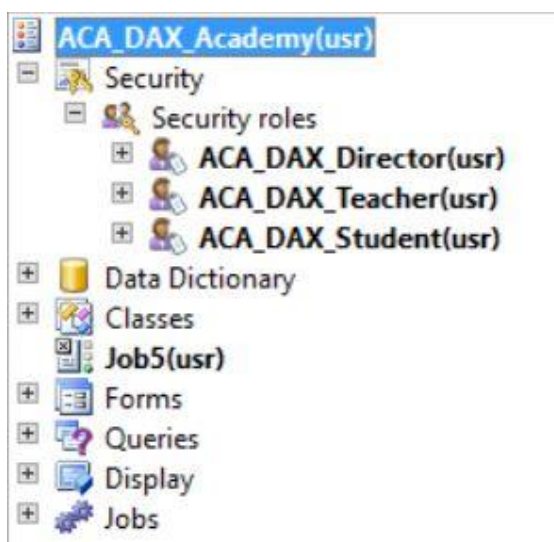 ACA_DAX_Academy(usr)
Security
Security roles
ACA_DAX_Director(usr)
ACA_DAX_Teacher(usr)
ACA_DAX_Student(usr)
Data Dictionary
Classes
Job5(usr)
Forms
Queries
Display
Jobs